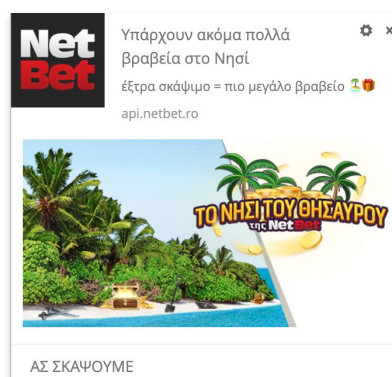 Net
Bet
Υπάρχουν ακόμα πολλά
βραβεία στο Νησί
έξτρα σκάψιμο = πιο μεγάλο βραβείο 🏝🎁
api.netbet.ro
ΤΟ ΝΗΣΙ ΤΟΥ ΘΗΣΑΥΡΟΥ
της NetBet
ΑΣ ΣΚΑΨΟΥΜΕ